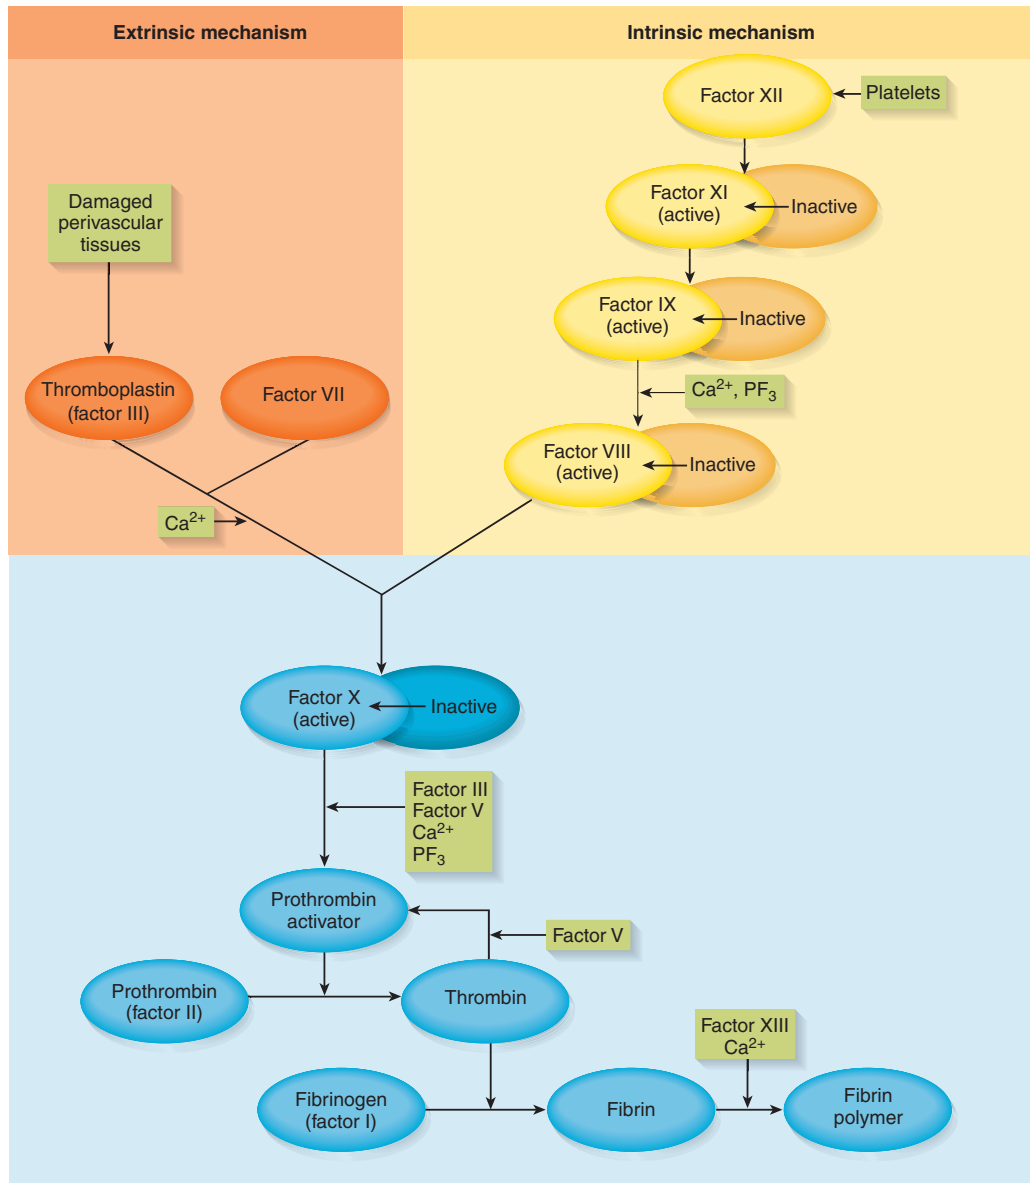 Extrinsic mechanism
Intrinsic mechanism
Factor XII
Platelets
Factor XI
(active)
Inactive
Damaged
perivascular
tissues
Factor IX
(active)
Inactive
Thromboplastin
(factor III)
Factor VII
Ca²⁺, PF₃
Factor VIII
(active)
Inactive
Ca²⁺
Factor X
(active)
Inactive
Factor III
Factor V
Ca²⁺
PF₃
Prothrombin
activator
Factor V
Prothrombin
(factor II)
Thrombin
Factor XIII
Ca²⁺
Fibrinogen
(factor I)
Fibrin
Fibrin
polymer